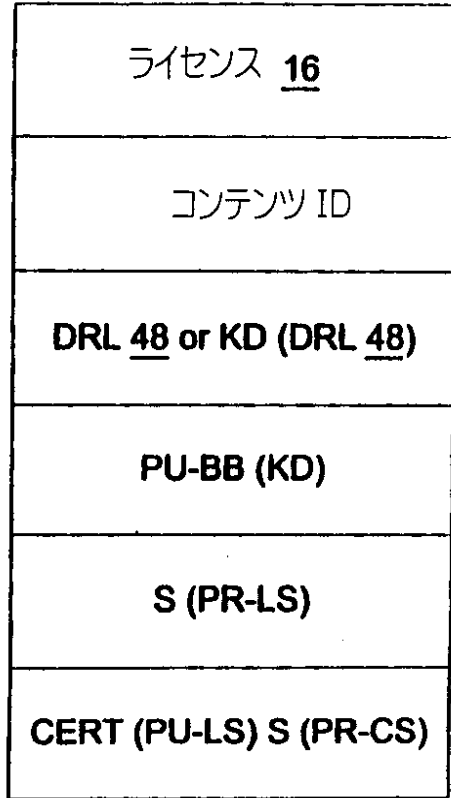 ライセンス 16
コンテンツ ID
DRL 48 or KD (DRL 48)
PU-BB (KD)
S (PR-LS)
CERT (PU-LS) S (PR-CS)